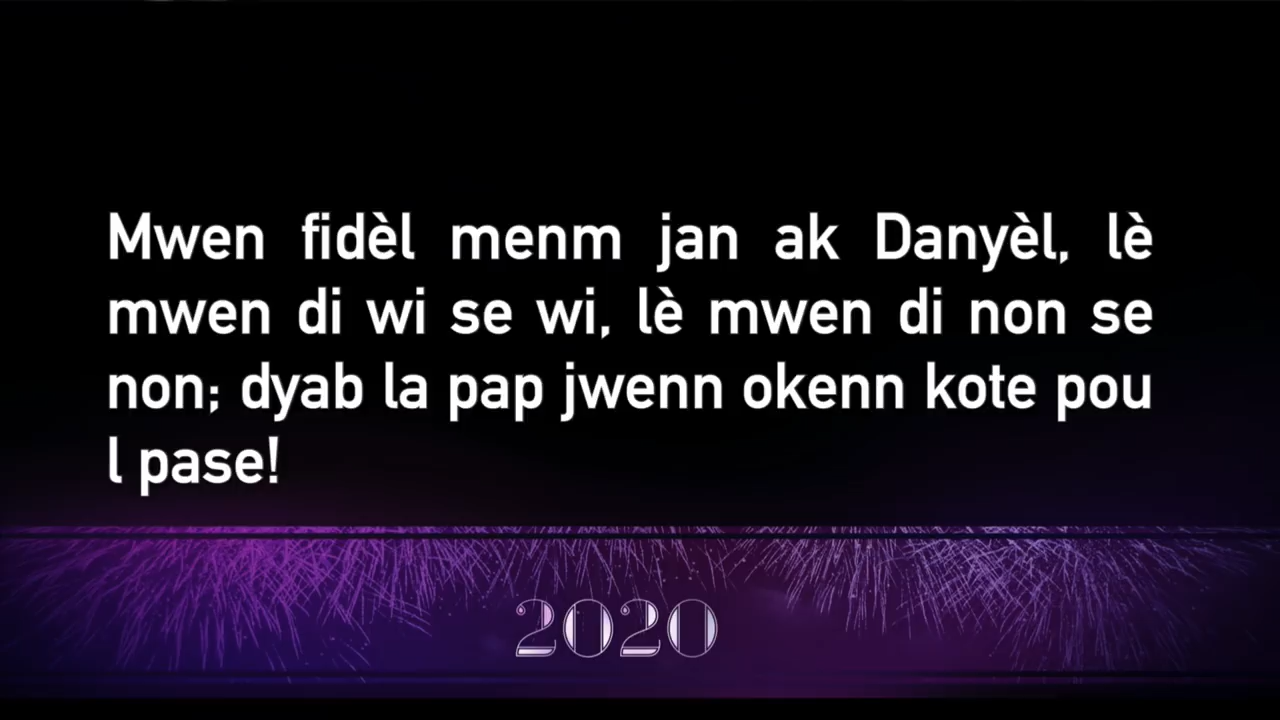 Mwen fidèl menm jan ak Danyèl, lè
mwen di wi se wi, lè mwen di non se
non; dyab la pap jwenn okenn kote pou
l pase!
2020